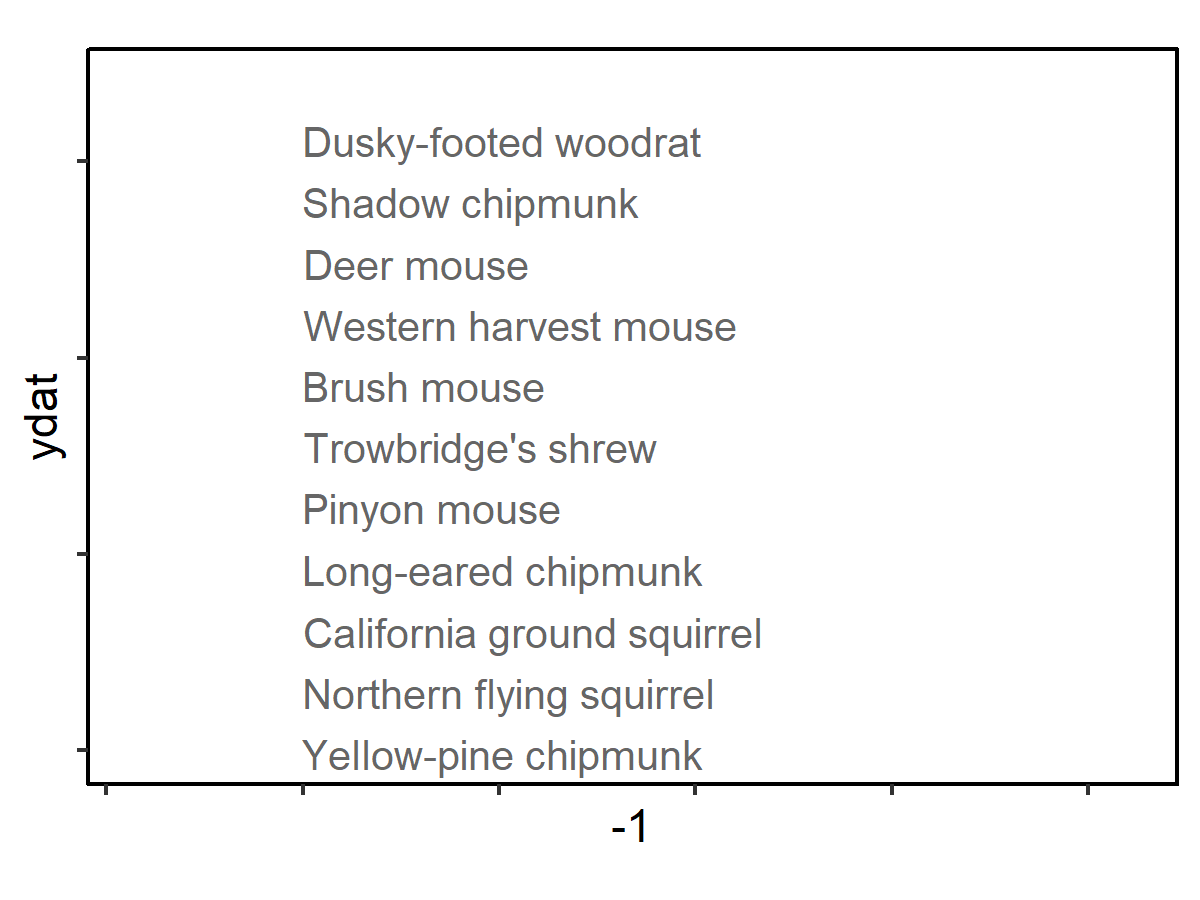 Dusky-footed woodrat
Shadow chipmunk
Deer mouse
Western harvest mouse
Brush mouse
Trowbridge's shrew
Pinyon mouse
Long-eared chipmunk
California ground squirrel
Northern flying squirrel
Yellow-pine chipmunk
ydat
-1